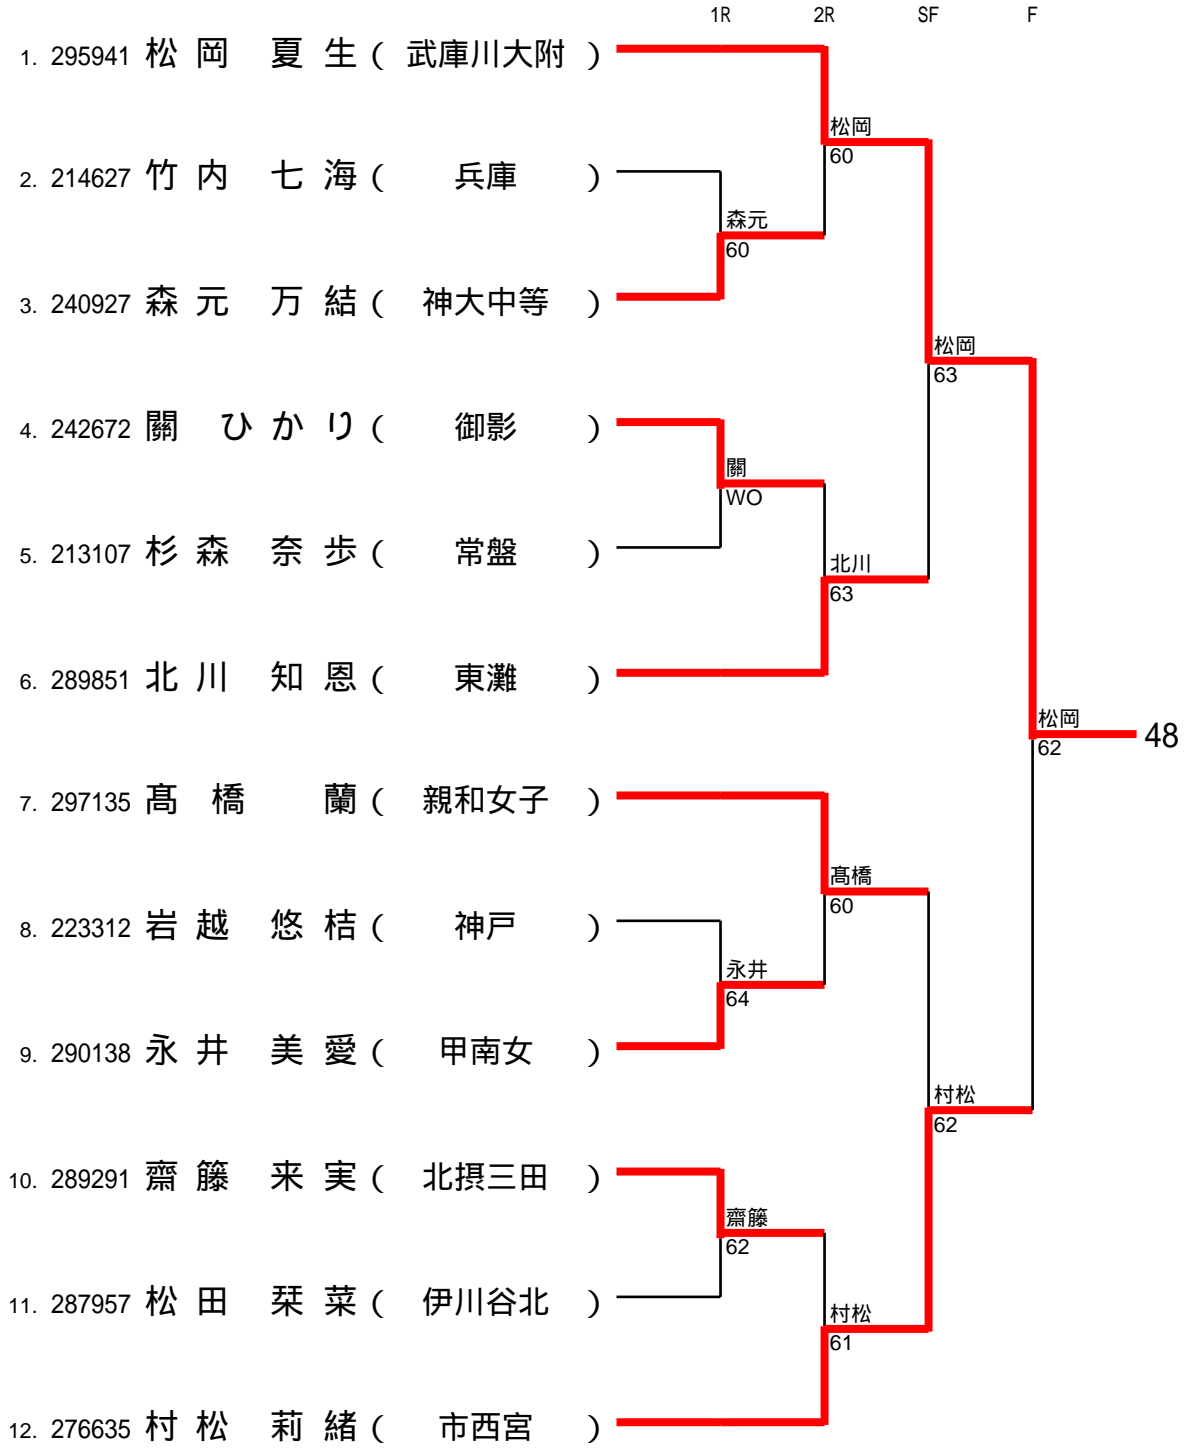 1R 2R SF F
1. 295941 松岡 夏生 ( 武庫川大附 )
松岡
60
2. 214627 竹内 七海 ( 兵庫 )
森元
60
3. 240927 森元 万結 ( 神大中等 )
松岡
63
4. 242672 關 ひかり ( 御影 )
關
WO
5. 213107 杉森 奈歩 ( 常盤 )
北川
63
6. 289851 北川 知恩 ( 東灘 )
松岡
62
48
7. 297135 髙橋 蘭 ( 親和女子 )
髙橋
60
8. 223312 岩越 悠桔 ( 神戸 )
永井
64
9. 290138 永井 美愛 ( 甲南女 )
村松
62
10. 289291 齋籐 来実 ( 北摂三田 )
齋籐
62
11. 287957 松田 栞菜 ( 伊川谷北 )
村松
61
12. 276635 村松 莉緒 ( 市西宮 )